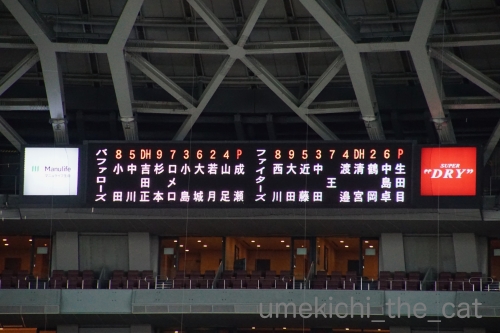 Manulife
バファローズ
8 小田
5 中川
DH 吉田正
9 杉本
7 ロメロ
3 小島
6 大城
2 若月
4 山足
P 成瀬
ファイターズ
8 西川
9 大田
5 近藤
3 中田
7 王
4 渡邉
DH 清宮
2 鶴岡
6 中島卓
P 生田目
SUPER
"DRY"
umekichi_the_cat